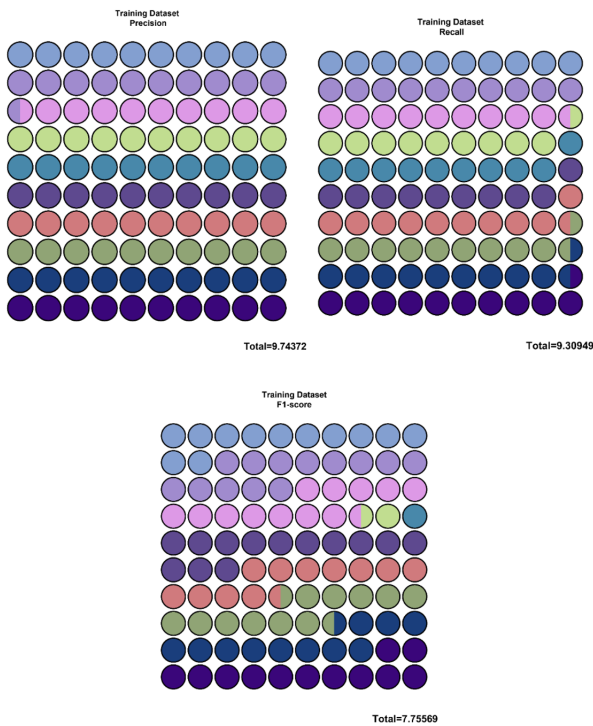 Training Dataset
Precision
Training Dataset
Recall
Total=9.74372
Total=9.30949
Training Dataset
F1-score
Total=7.75569